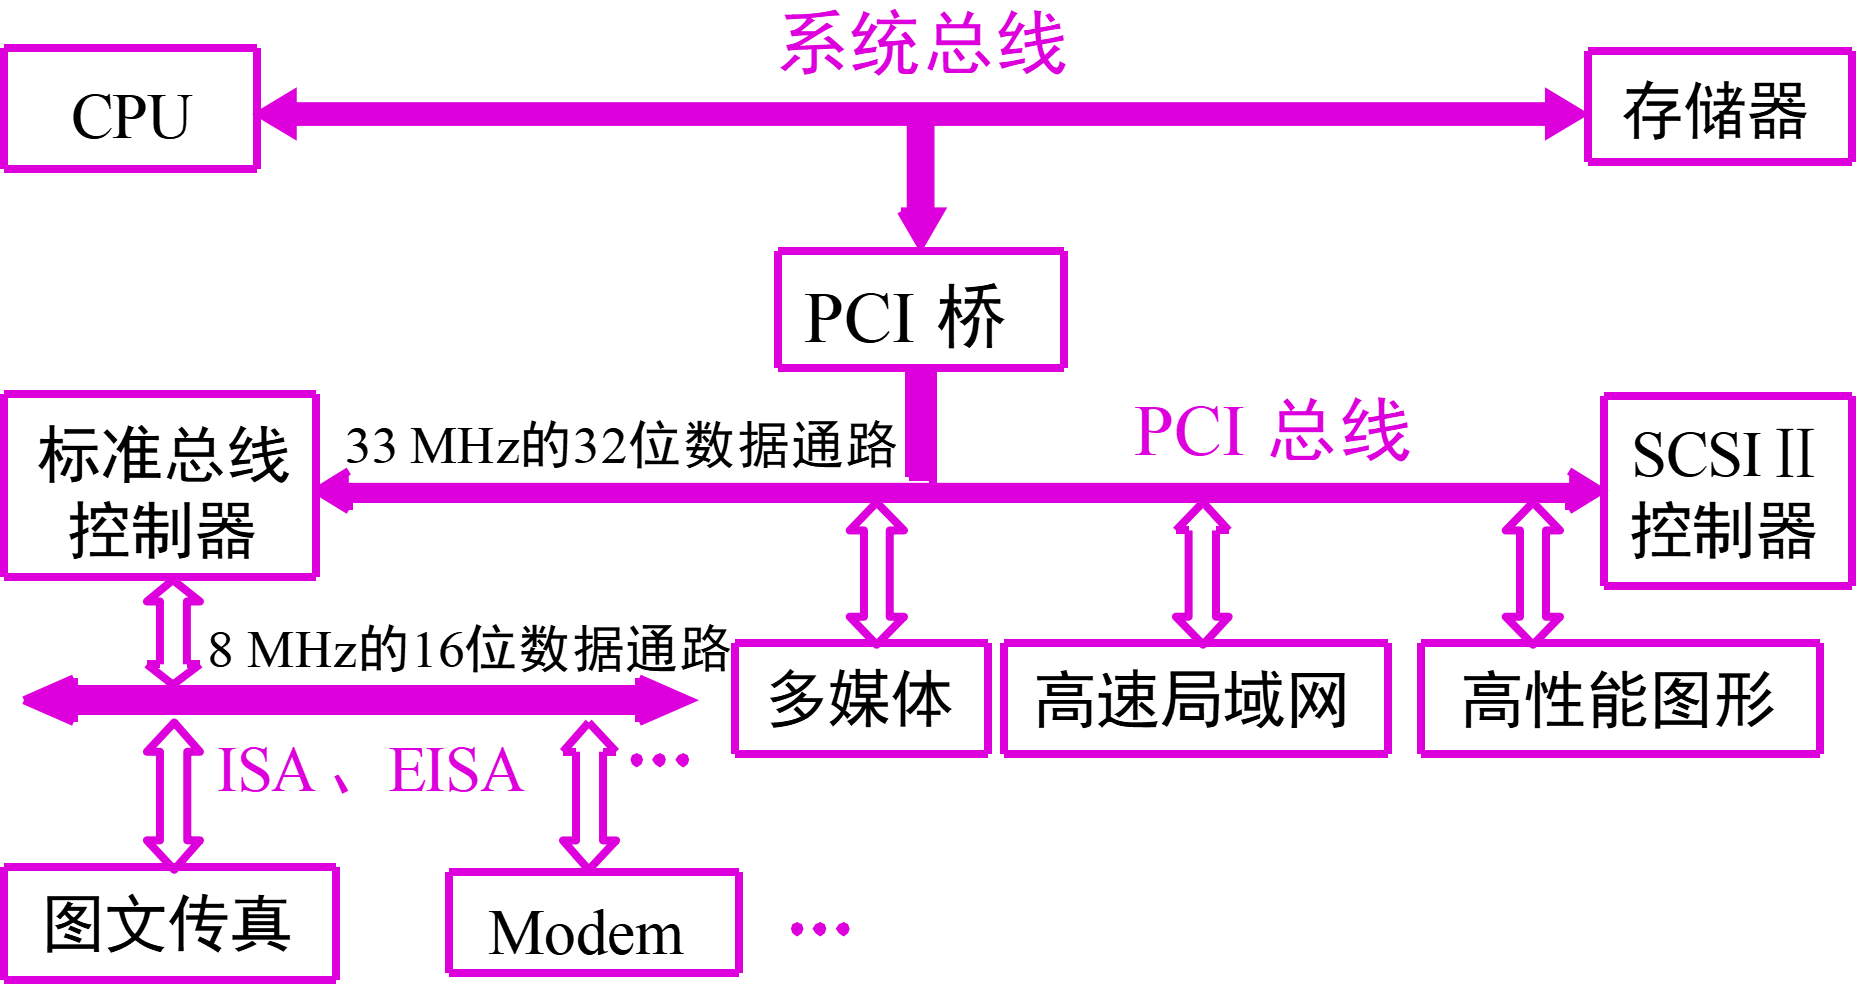 系统总线
CPU
存储器
PCI 桥
33 MHz的32位数据通路
PCI 总线
标准总线
控制器
SCSI II
控制器
8 MHz的16位数据通路
多媒体
高速局域网
高性能图形
ISA 、EISA
...
图文传真
Modem
...